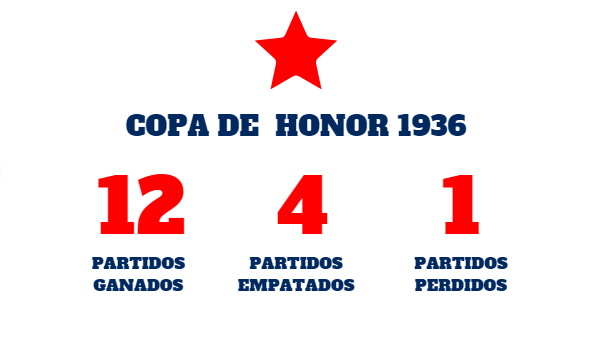 COPA DE HONOR 1936
12 4 1
PARTIDOS PARTIDOS PARTIDOS
GANADOS EMPATADOS PERDIDOS